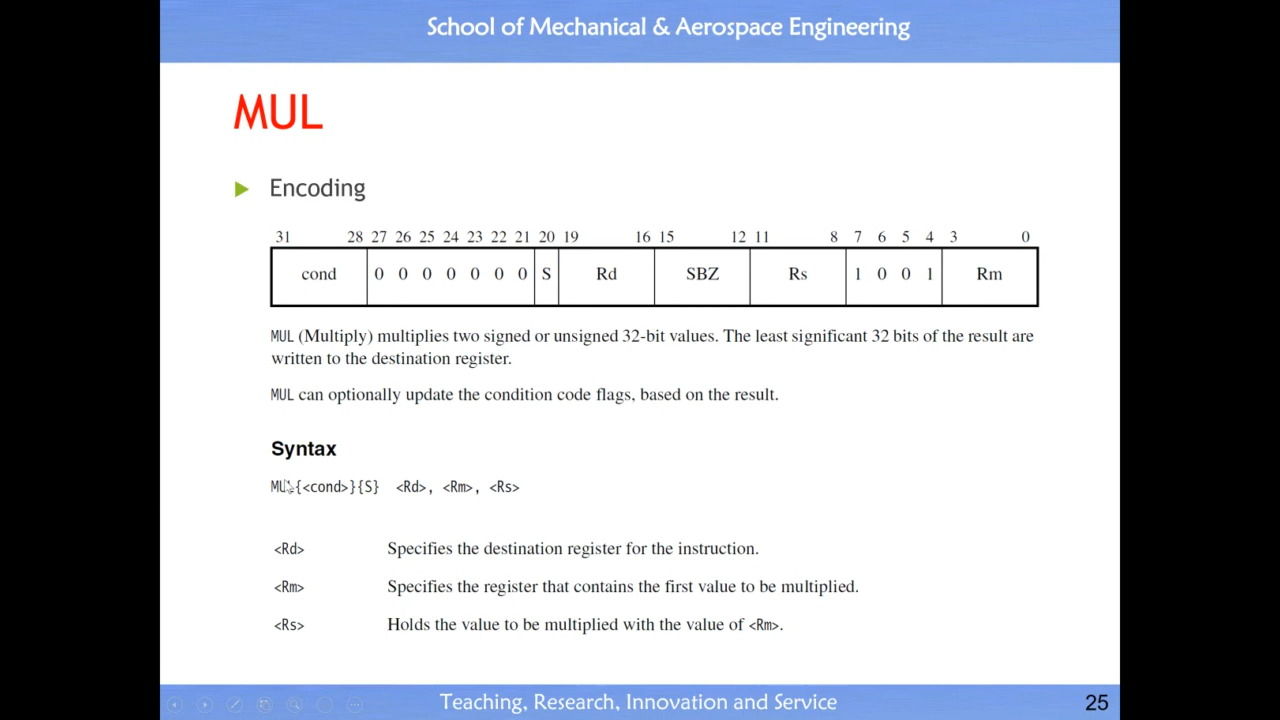 School of Mechanical & Aerospace Engineering
MUL
Encoding
31 28 27 26 25 24 23 22 21 20 19 16 15 12 11 8 7 6 5 4 3 0
cond 0 0 0 0 0 0 0 S Rd SBZ Rs 1 0 0 1 Rm
MUL (Multiply) multiplies two signed or unsigned 32-bit values. The least significant 32 bits of the result are
written to the destination register.
MUL can optionally update the condition code flags, based on the result.
Syntax
MUL{<cond>}{S} <Rd>, <Rm>, <Rs>
<Rd> Specifies the destination register for the instruction.
<Rm> Specifies the register that contains the first value to be multiplied.
<Rs> Holds the value to be multiplied with the value of <Rm>.
Teaching, Research, Innovation and Service
25